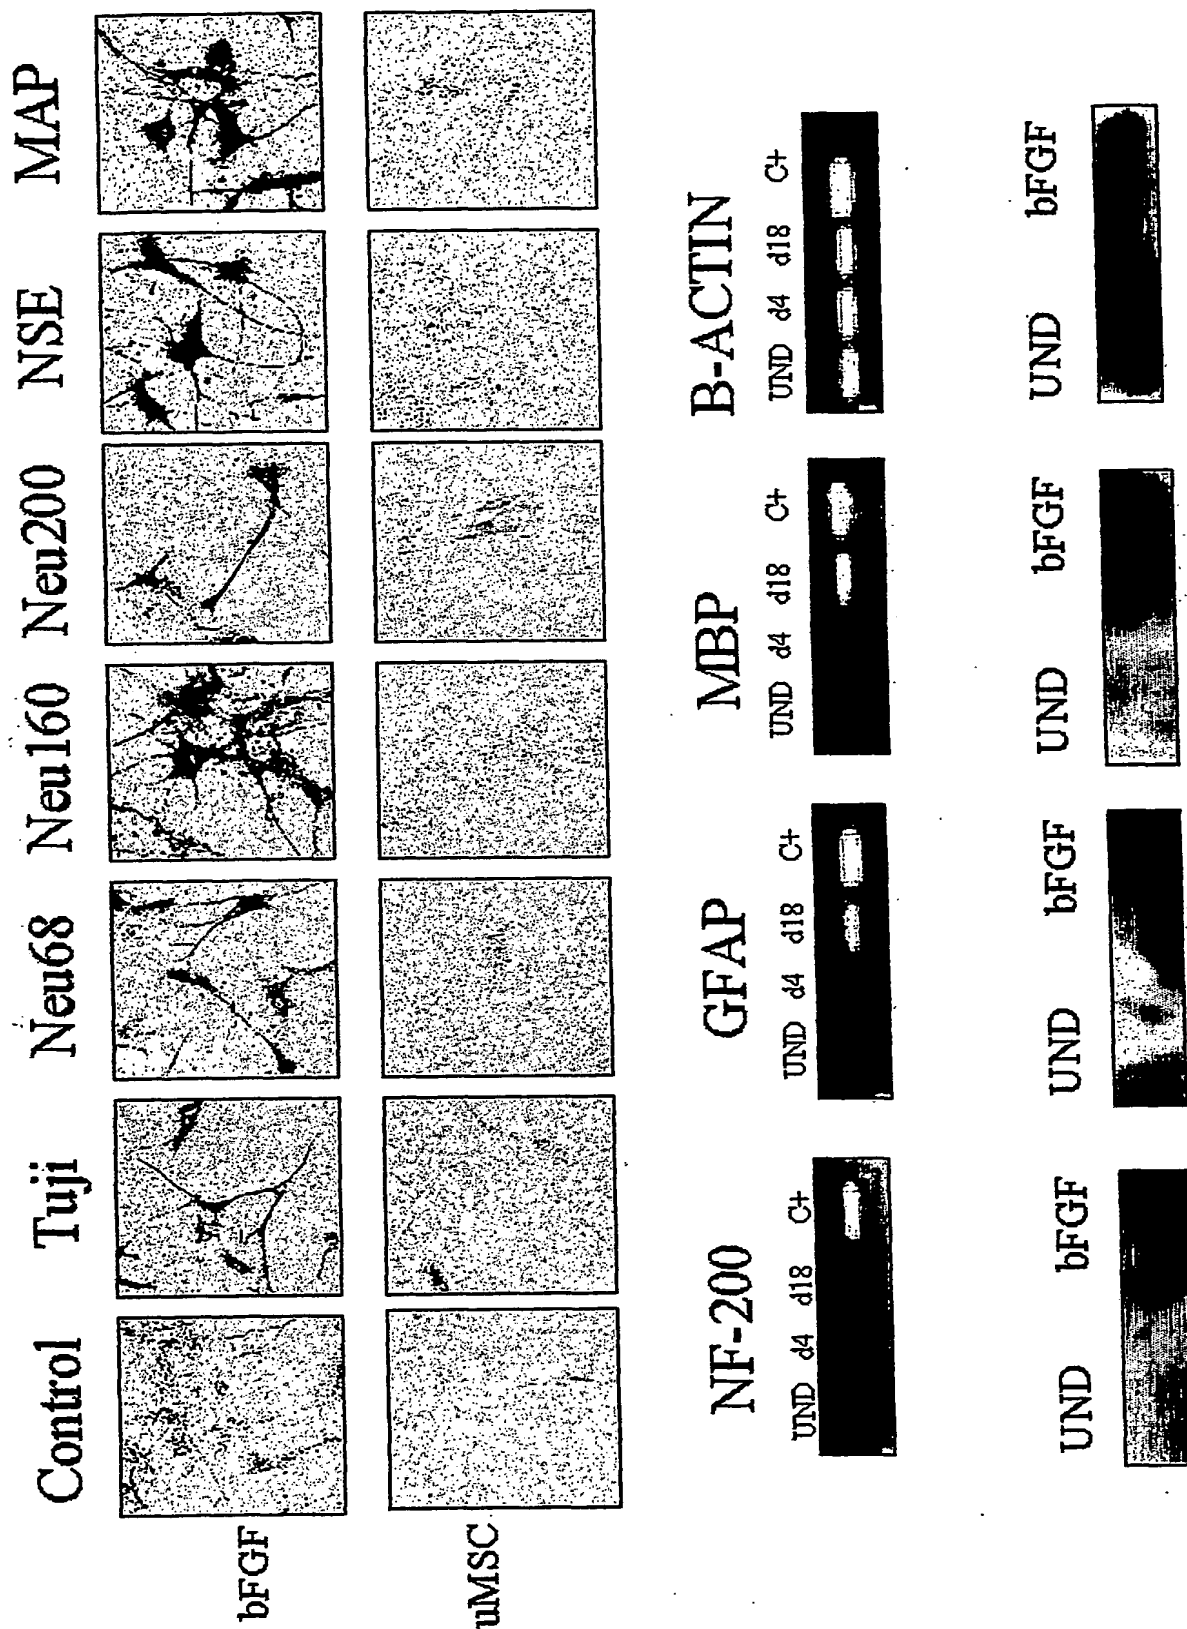 Control Tuji Neu68 Neu160 Neu200 NSE MAP
bFGF
uMSC
NF-200 GFAP MBP B-ACTIN
UND d4 d18 C+ UND d4 d18 C+ UND d4 d18 C+ UND d4 d18 C+
UND bFGF UND bFGF UND bFGF UND bFGF